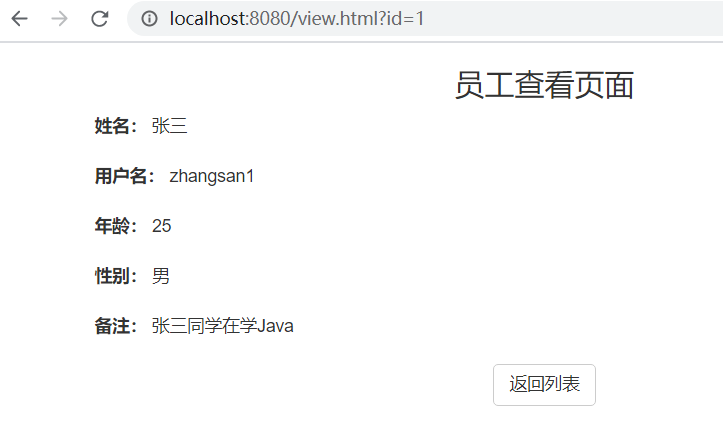 localhost:8080/view.html?id=1
员工查看页面
姓名： 张三
用户名： zhangsan1
年龄： 25
性别： 男
备注： 张三同学在学Java
返回列表